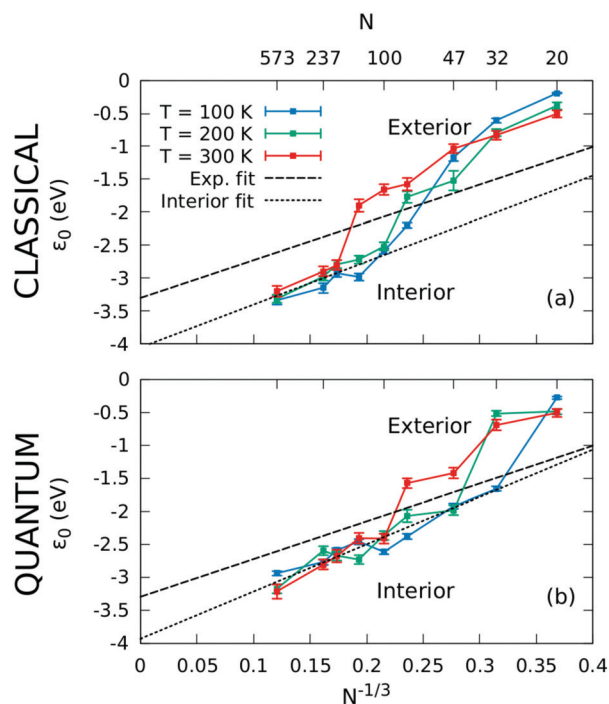 N
573 237 100 47 32 20
CLASSICAL
ε₀ (eV)
0
-0.5
-1
-1.5
-2
-2.5
-3
-3.5
-4
T = 100 K
T = 200 K
T = 300 K
Exp. fit
Interior fit
Exterior
Interior
(a)
QUANTUM
ε₀ (eV)
0
-0.5
-1
-1.5
-2
-2.5
-3
-3.5
-4
Exterior
Interior
(b)
0 0.05 0.1 0.15 0.2 0.25 0.3 0.35 0.4
N⁻¹/³